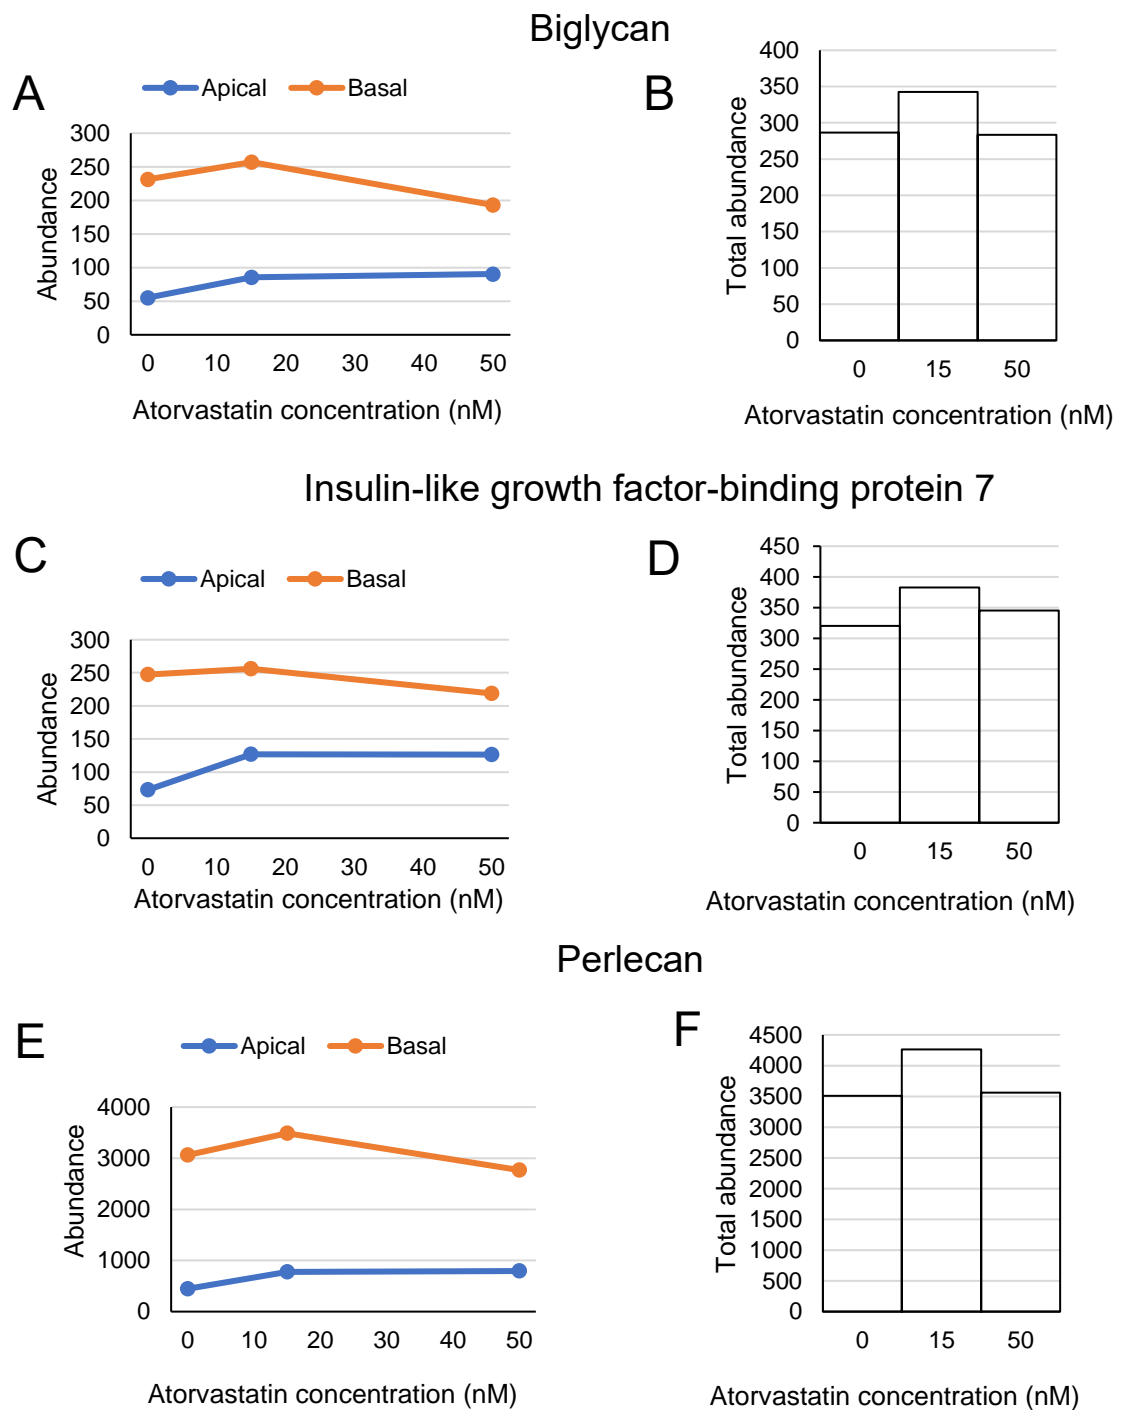 Biglycan
A
Apical Basal
Abundance
300
250
200
150
100
50
0
0 10 20 30 40 50
Atorvastatin concentration (nM)
B
Total abundance
400
350
300
250
200
150
100
50
0
0 15 50
Atorvastatin concentration (nM)
Insulin-like growth factor-binding protein 7
C
Apical Basal
Abundance
300
250
200
150
100
50
0
0 10 20 30 40 50
Atorvastatin concentration (nM)
D
Total abundance
450
400
350
300
250
200
150
100
50
0
0 15 50
Atorvastatin concentration (nM)
Perlecan
E
Apical Basal
Abundance
4000
3000
2000
1000
0
0 10 20 30 40 50
Atorvastatin concentration (nM)
F
Total abundance
4500
4000
3500
3000
2500
2000
1500
1000
500
0
0 15 50
Atorvastatin concentration (nM)